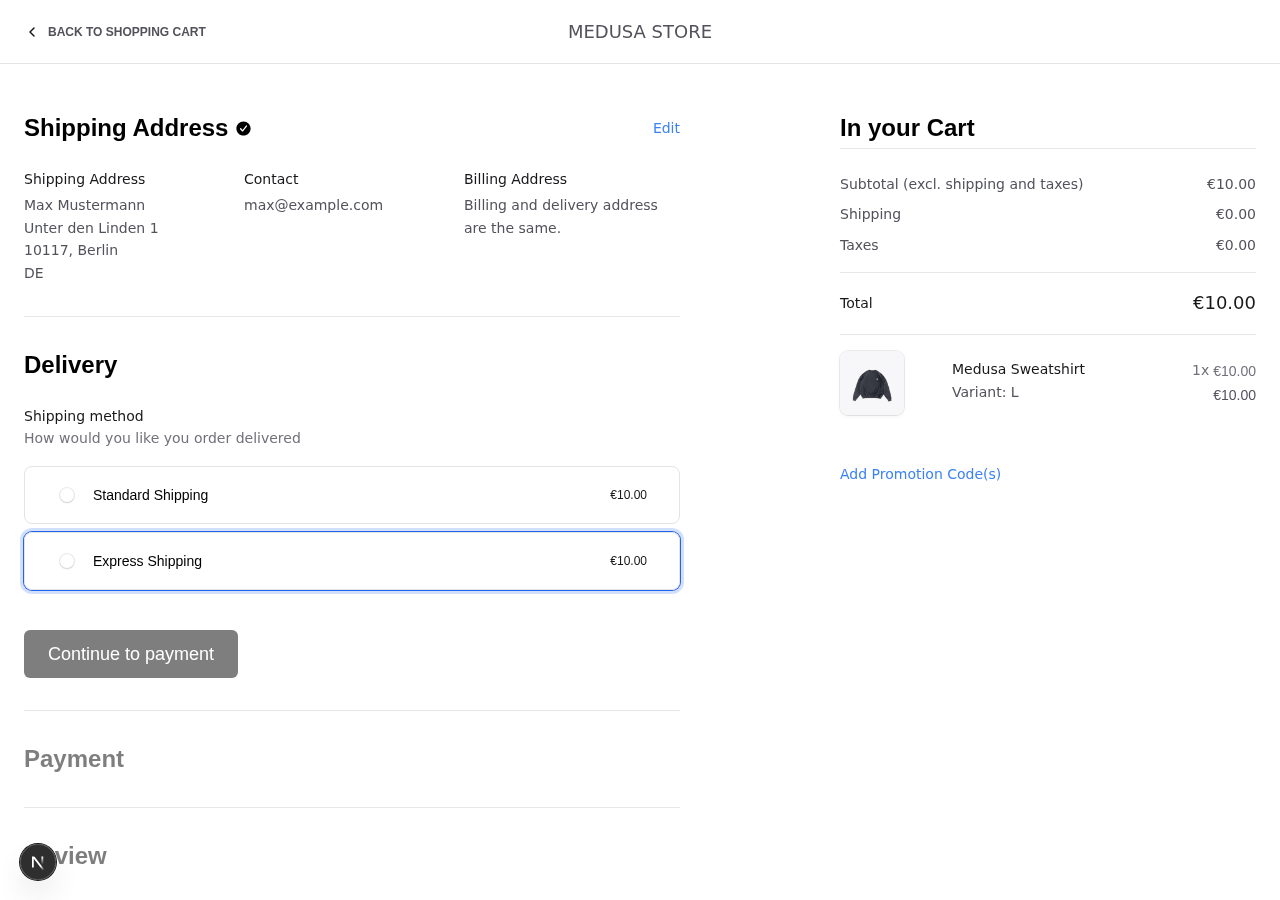 BACK TO SHOPPING CART
MEDUSA STORE
Shipping Address
Edit
Shipping Address
Max Mustermann
Unter den Linden 1
10117, Berlin
DE
Contact
max@example.com
Billing Address
Billing and delivery address
are the same.
Delivery
Shipping method
How would you like you order delivered
Standard Shipping €10.00
Express Shipping €10.00
Continue to payment
Payment
view
N
In your Cart
Subtotal (excl. shipping and taxes) €10.00
Shipping €0.00
Taxes €0.00
Total €10.00
Medusa Sweatshirt
Variant: L
1x €10.00
€10.00
Add Promotion Code(s)